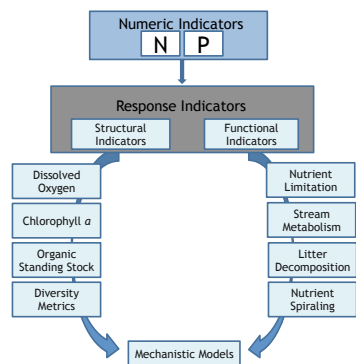 Numeric Indicators
N P
Response Indicators
Structural
Indicators
Functional
Indicators
Dissolved
Oxygen
Chlorophyll a
Organic
Standing Stock
Diversity
Metrics
Nutrient
Limitation
Stream
Metabolism
Litter
Decomposition
Nutrient
Spiraling
Mechanistic Models